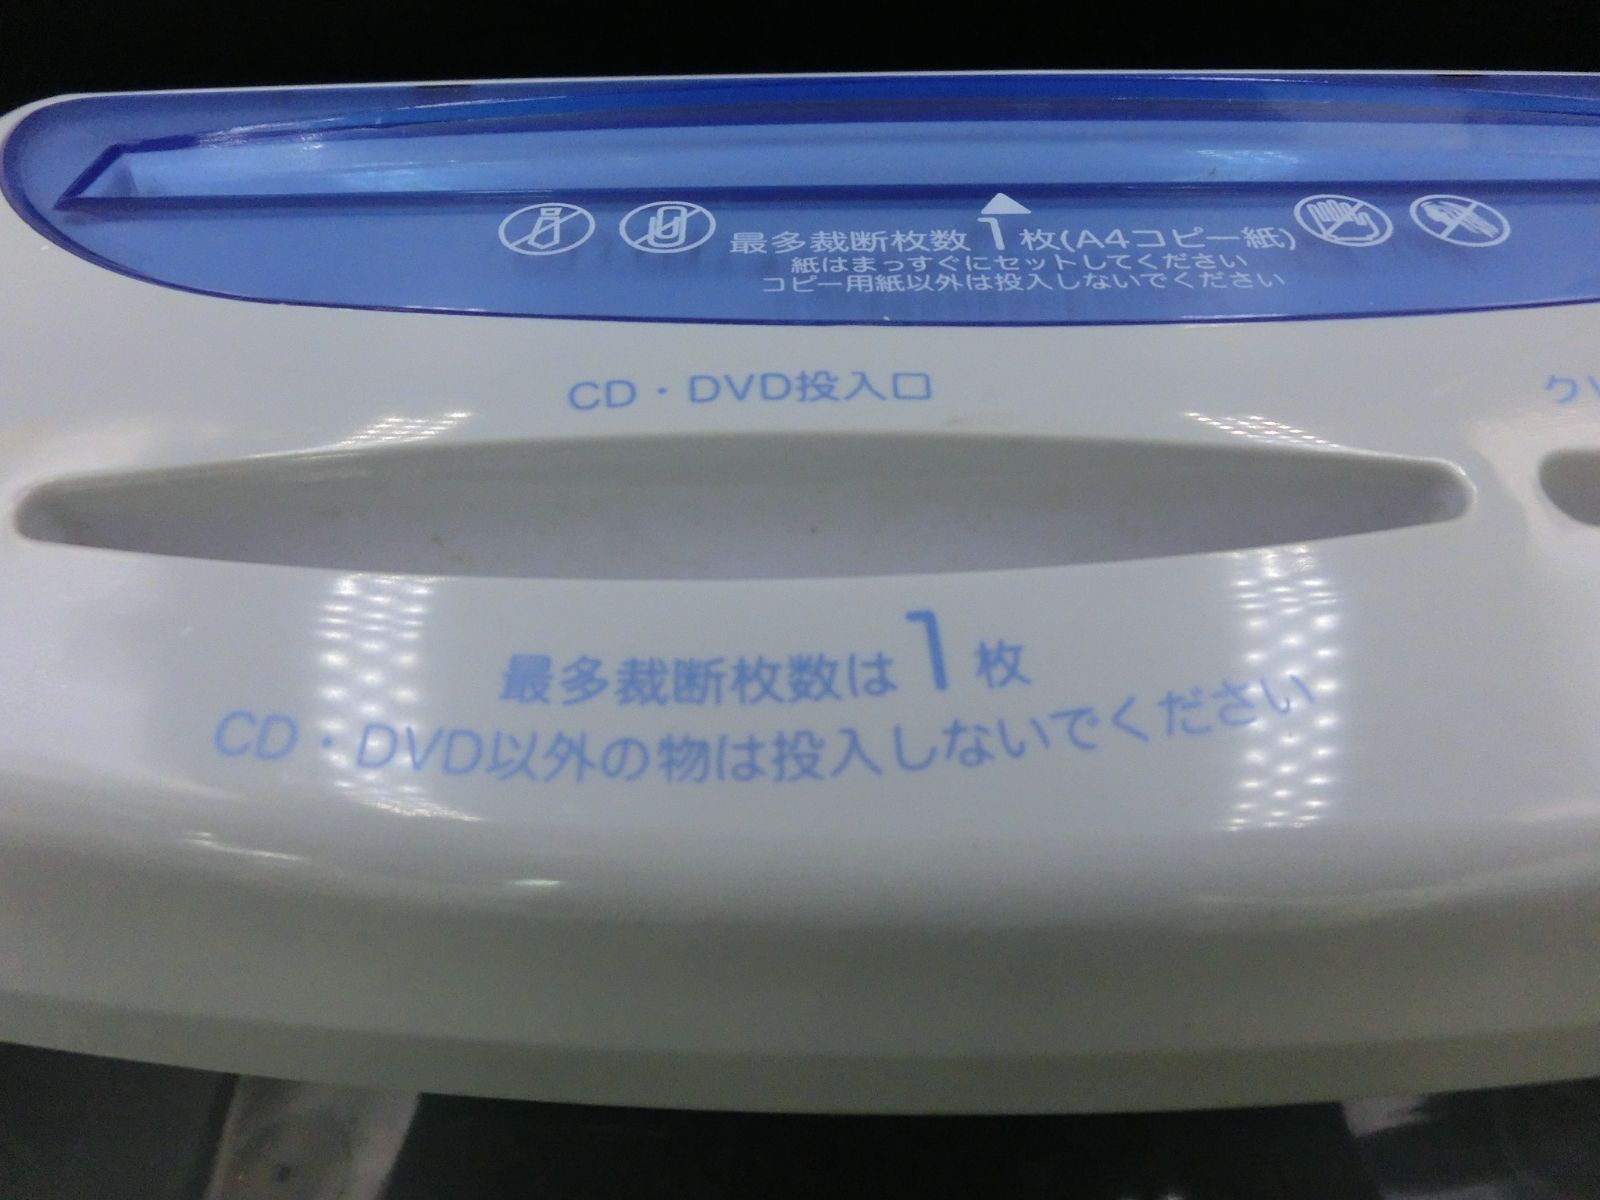 最多裁断枚数 1 枚(A4コピー紙)
紙はまっすぐにセットしてください
コピー用紙以外は投入しないでください
CD・DVD投入口
ク
最多裁断枚数は 1 枚
CD・DVD以外の物は投入しないでください